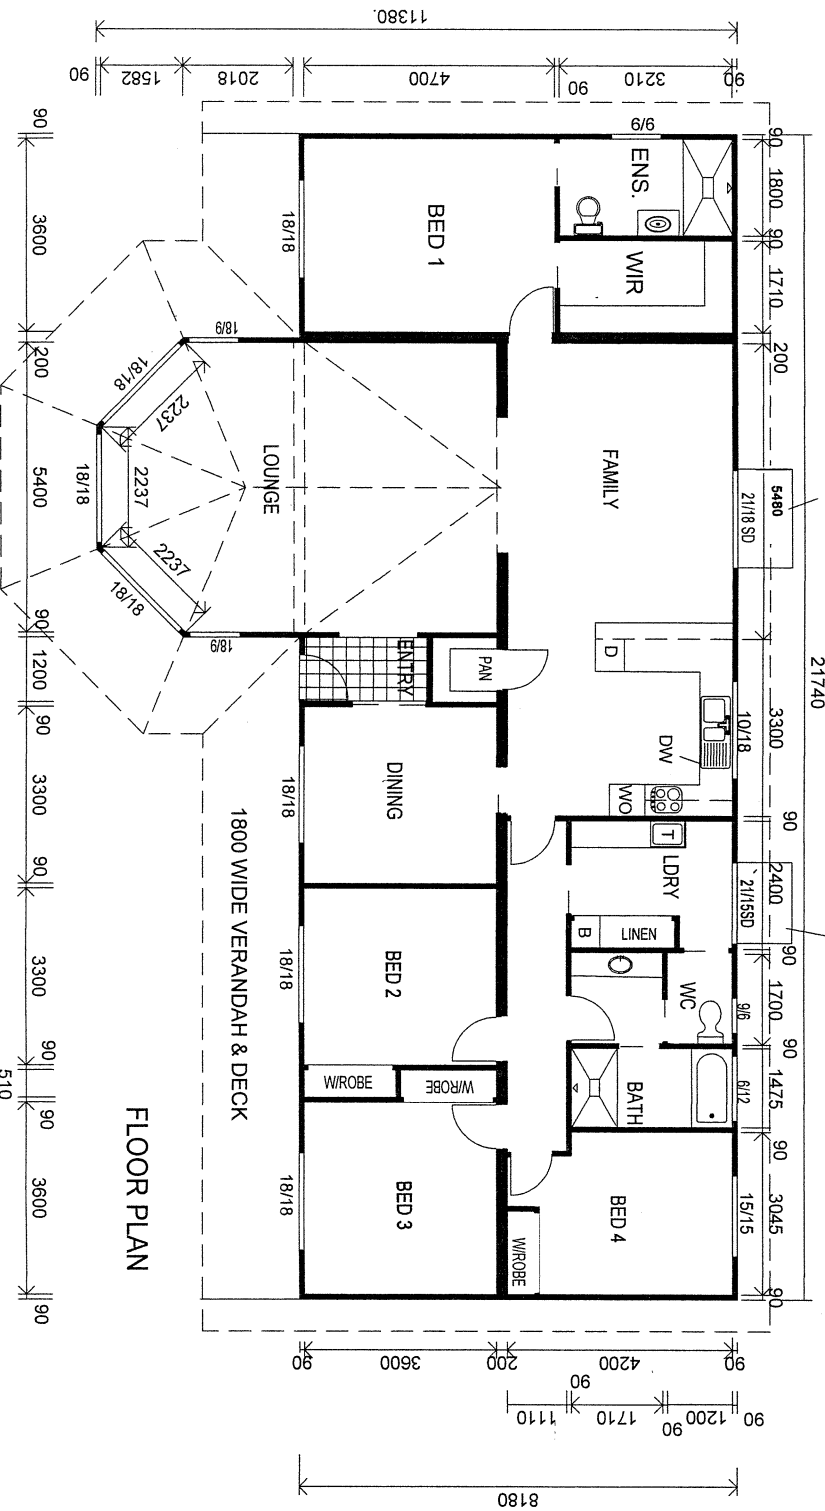 21740
90
1800
90
1710
200
5480
3300
90
2400
90
1700
90
1475
90
3045
90
21/18 SD
10/18
21/15SD
9/6
6/12
15/15
9/9
ENS.
WIR
FAMILY
D
DW
WO
T
LDRY
B
LINEN
WC
BATH
BED 4
W/ROBE
BED 1
LOUNGE
ENTRY
PAN
DINING
BED 2
W/ROBE
W/ROBE
BED 3
18/18
18/9
18/9
18/18
18/18
18/18
18/18
18/18
18/18
2237
2237
2237
1800 WIDE VERANDAH & DECK
FLOOR PLAN
90
3600
200
5400
90
1200
90
3300
90
3300
90
510
90
3600
90
11380.
90
1582
2018
4700
90
3210
90
90
3600
200
4200
90
1110
90
1710
90
1200
90
8180